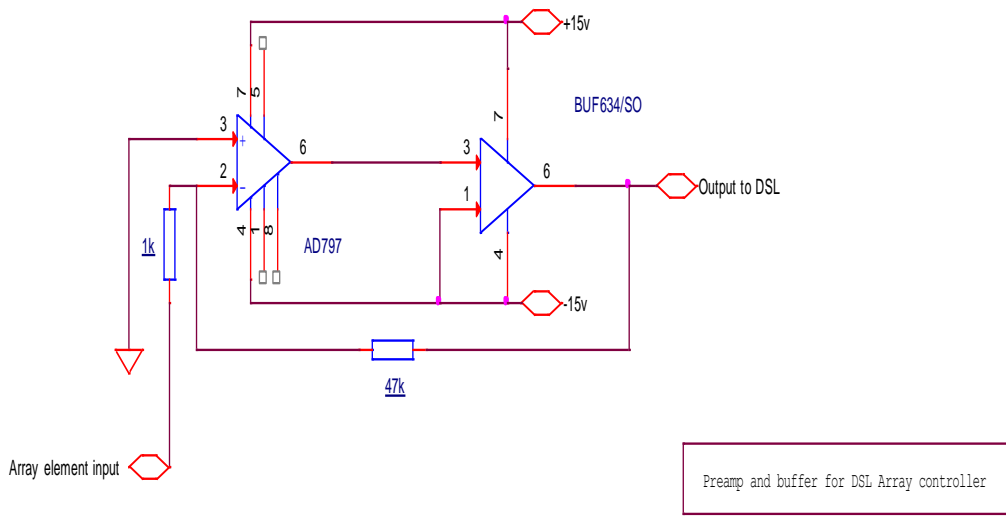 +15v
BUF634/SO
7
5
7
3
+
6
3
6
2
-
1
Output to DSL
1k
4
1
8
AD797
4
-15v
47k
Array element input
Preamp and buffer for DSL Array controller